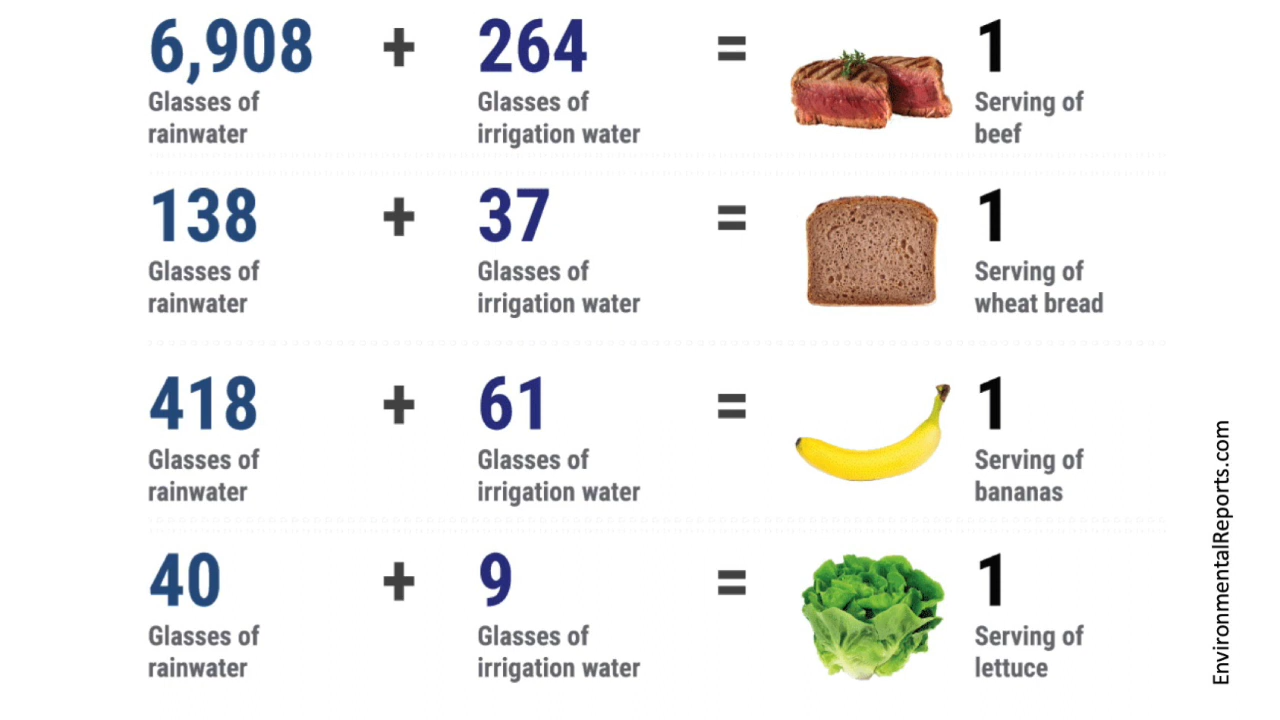 6,908 + 264 = 1
Glasses of rainwater Glasses of irrigation water Serving of beef
138 + 37 = 1
Glasses of rainwater Glasses of irrigation water Serving of wheat bread
418 + 61 = 1
Glasses of rainwater Glasses of irrigation water Serving of bananas
40 + 9 = 1
Glasses of rainwater Glasses of irrigation water Serving of lettuce
EnvironmentalReports.com